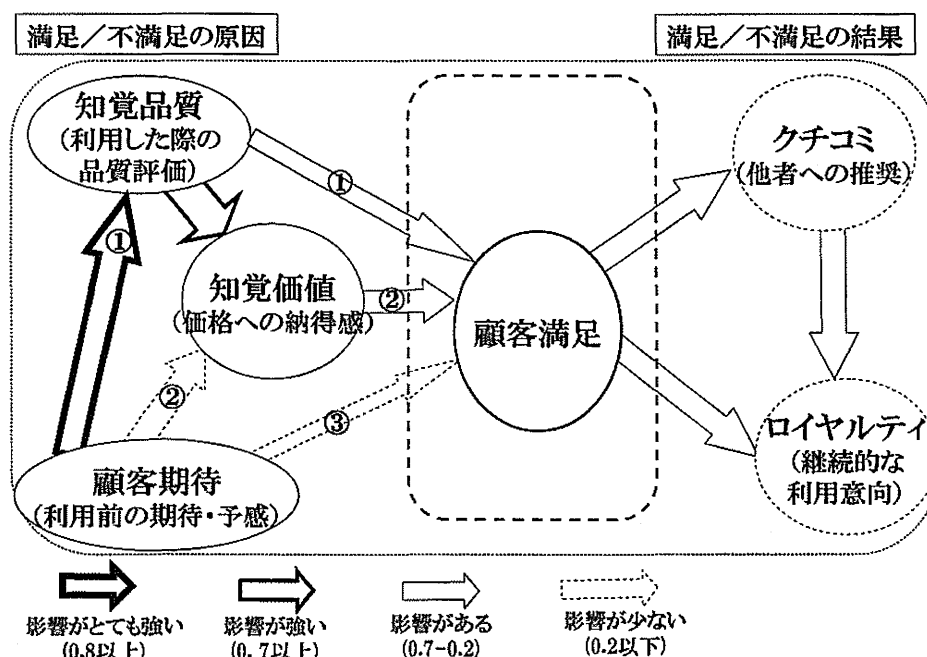 満足／不満足の原因
満足／不満足の結果
知覚品質
(利用した際の
品質評価)
①
クチコミ
(他者への推奨)
①
知覚価値
(価格への納得感)
②
顧客満足
②
③
顧客期待
(利用前の期待・予感)
ロイヤルティ
(継続的な
利用意向)
影響がとても強い
(0.8以上)
影響が強い
(0.7以上)
影響がある
(0.7-0.2)
影響が少ない
(0.2以下)